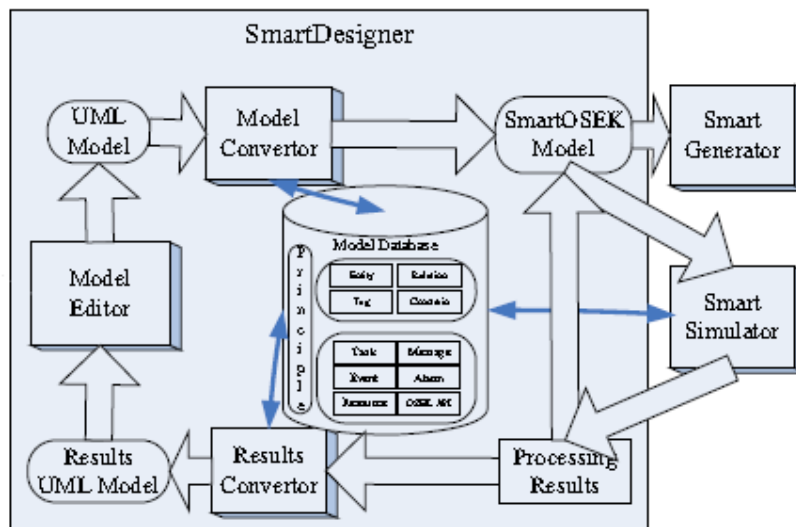 SmartDesigner
UML
Model
Model
Convertor
SmartOSEK
Model
Smart
Generator
Model Database
Principle
Entity
Relation
Tag
Model
Editor
Smart
Simulator
Task
Message
Event
Alarm
Resource
OSEK API
Results
UML Model
Results
Convertor
Processing
Results